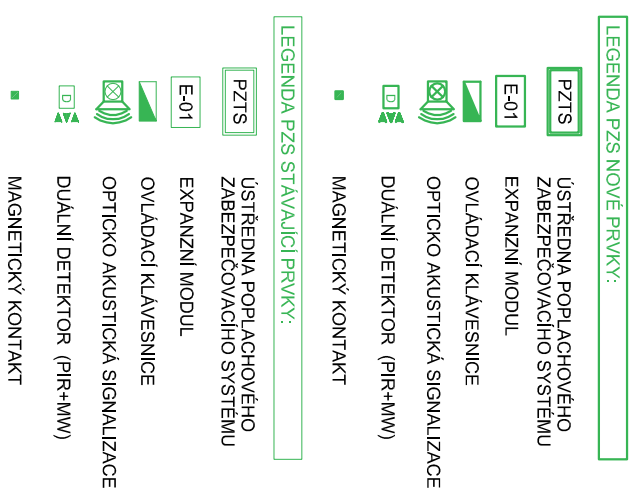 LEGENDA PZS NOVÉ PRVKY:
PZTS ÚSTŘEDNA POPLACHOVÉHO
ZABEZPEČOVACÍHO SYSTÉMU
E-01 EXPANZNÍ MODUL
OVLÁDACÍ KLÁVESNICE
OPTICKO AKUSTICKÁ SIGNALIZACE
D DUÁLNÍ DETEKTOR (PIR+MW)
MAGNETICKÝ KONTAKT
LEGENDA PZS STÁVAJÍCÍ PRVKY:
PZTS ÚSTŘEDNA POPLACHOVÉHO
ZABEZPEČOVACÍHO SYSTÉMU
E-01 EXPANZNÍ MODUL
OVLÁDACÍ KLÁVESNICE
OPTICKO AKUSTICKÁ SIGNALIZACE
D DUÁLNÍ DETEKTOR (PIR+MW)
MAGNETICKÝ KONTAKT